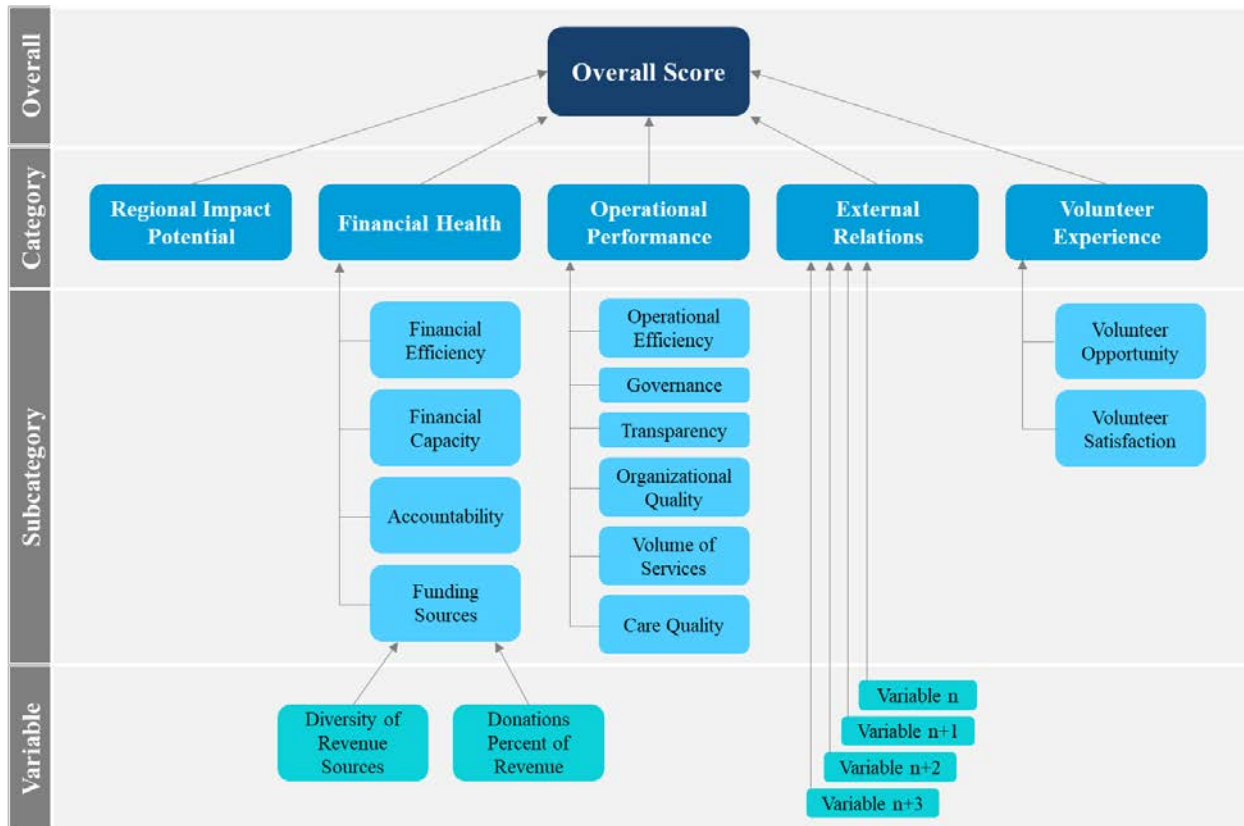 Overall
Overall Score
Category
Regional Impact
Potential
Financial Health
Operational
Performance
External
Relations
Volunteer
Experience
Subcategory
Financial
Efficiency
Financial
Capacity
Accountability
Funding
Sources
Operational
Efficiency
Governance
Transparency
Organizational
Quality
Volume of
Services
Care Quality
Volunteer
Opportunity
Volunteer
Satisfaction
Variable
Diversity of
Revenue
Sources
Donations
Percent of
Revenue
Variable n
Variable n+1
Variable n+2
Variable n+3